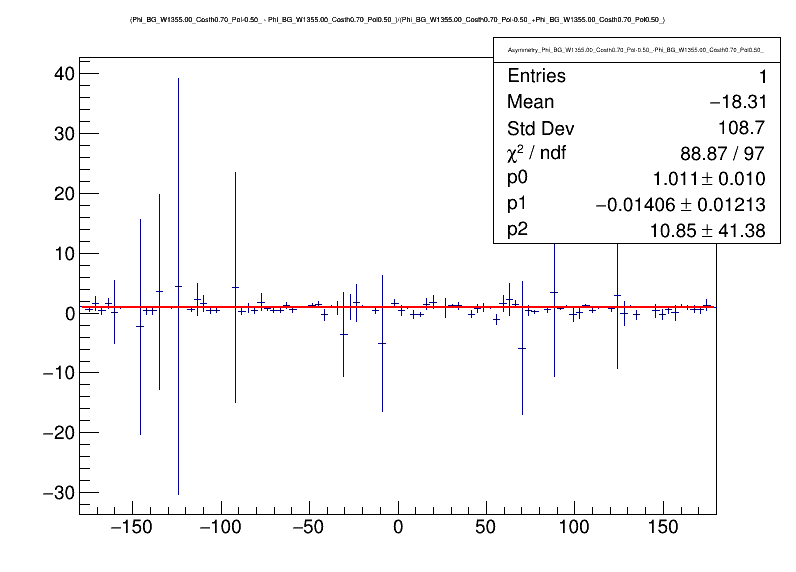 (Phi_BG_W1355.00_Costh0.70_Pol-0.50_ - Phi_BG_W1355.00_Costh0.70_Pol0.50_)/(Phi_BG_W1355.00_Costh0.70_Pol-0.50_+Phi_BG_W1355.00_Costh0.70_Pol0.50_)
Asymmetry_Phi_BG_W1355.00_Costh0.70_Pol-0.50_-Phi_BG_W1355.00_Costh0.70_Pol0.50_
Entries 1
Mean −18.31
Std Dev 108.7
χ² / ndf 88.87 / 97
p0 1.011 ± 0.010
p1 −0.01406 ± 0.01213
p2 10.85 ± 41.38
40
30
20
10
0
−10
−20
−30
−150 −100 −50 0 50 100 150